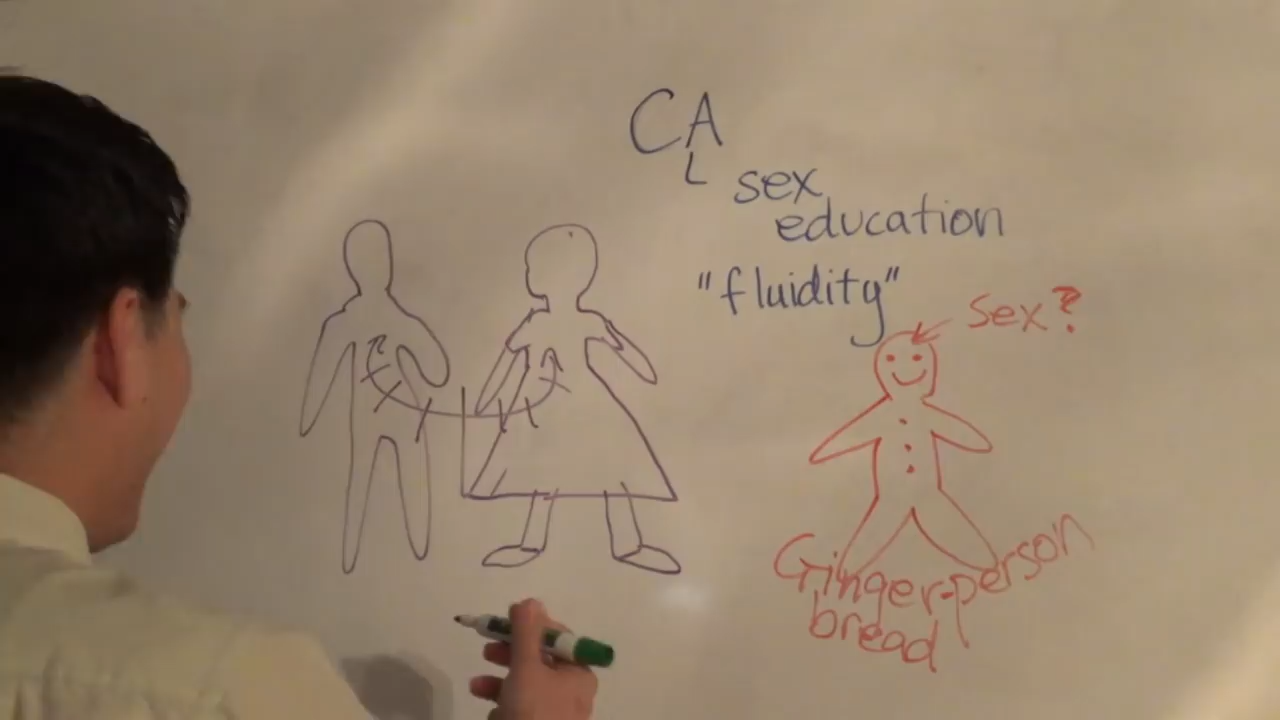 CA
L
sex
education
"fluidity"
sex?
Ginger-person
bread